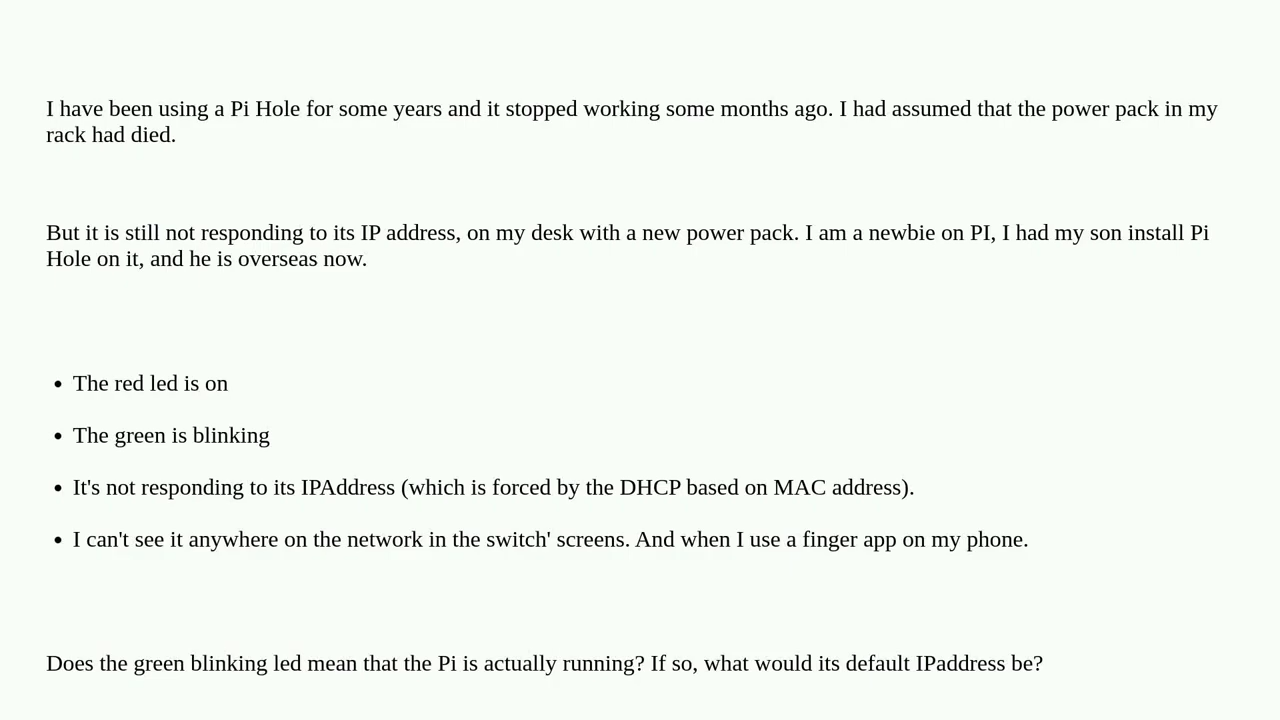 I have been using a Pi Hole for some years and it stopped working some months ago. I had assumed that the power pack in my
rack had died.
But it is still not responding to its IP address, on my desk with a new power pack. I am a newbie on PI, I had my son install Pi
Hole on it, and he is overseas now.
• The red led is on
• The green is blinking
• It's not responding to its IPAddress (which is forced by the DHCP based on MAC address).
• I can't see it anywhere on the network in the switch' screens. And when I use a finger app on my phone.
Does the green blinking led mean that the Pi is actually running? If so, what would its default IPaddress be?